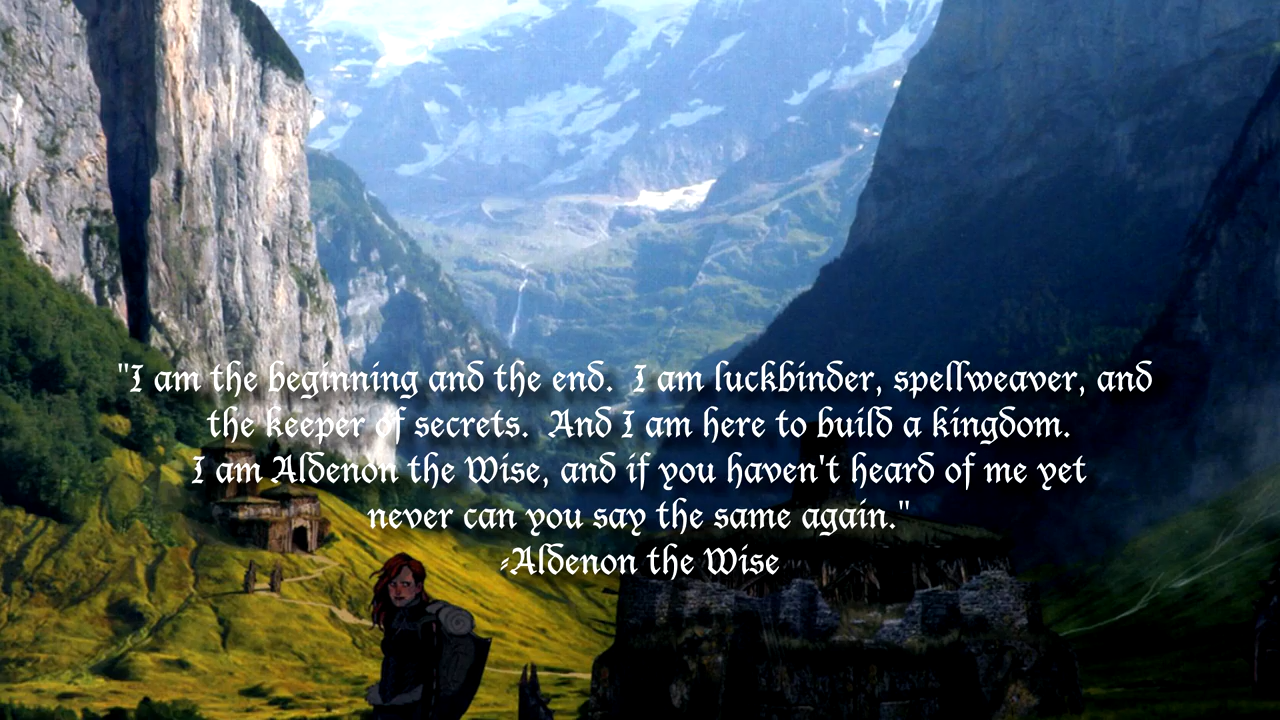 "I am the beginning and the end.  I am luckbinder, spellweaver, and
the keeper of secrets.  And I am here to build a kingdom.
I am Aldenon the Wise, and if you haven't heard of me yet
never can you say the same again."
-Aldenon the Wise